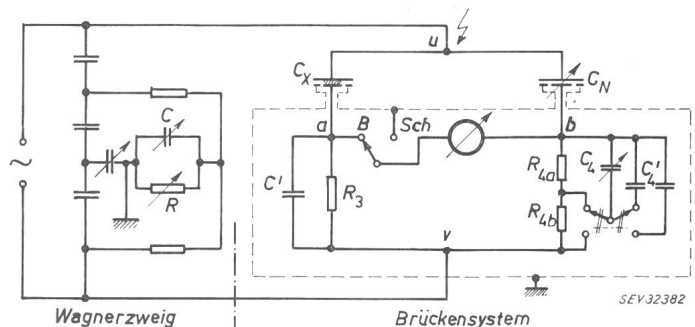 u
C_X
C_N
a
B
Sch
b
C
R
~
C'
R_3
R_4a
R_4b
C_4
C'_4
v
SEV32382
Wagnerzweig
Brückensystem